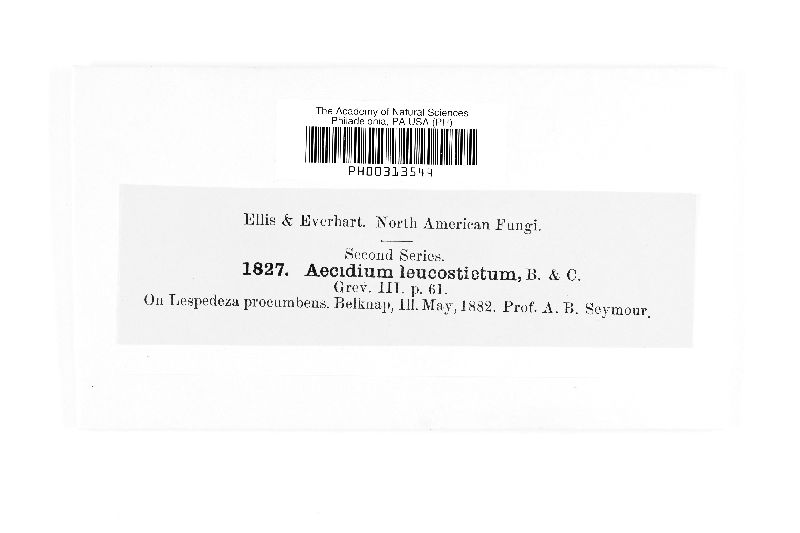 The Academy of Natural Sciences
Philadelphia, PA USA (PH)
PH00313544
Ellis & Everhart. North American Fungi.
Second Series.
1827. Aecidium leucostictum, B. & C.
Grev. III. p. 61.
On Lespedeza procumbens. Belknap, Ill. May, 1882. Prof. A. B. Seymour.